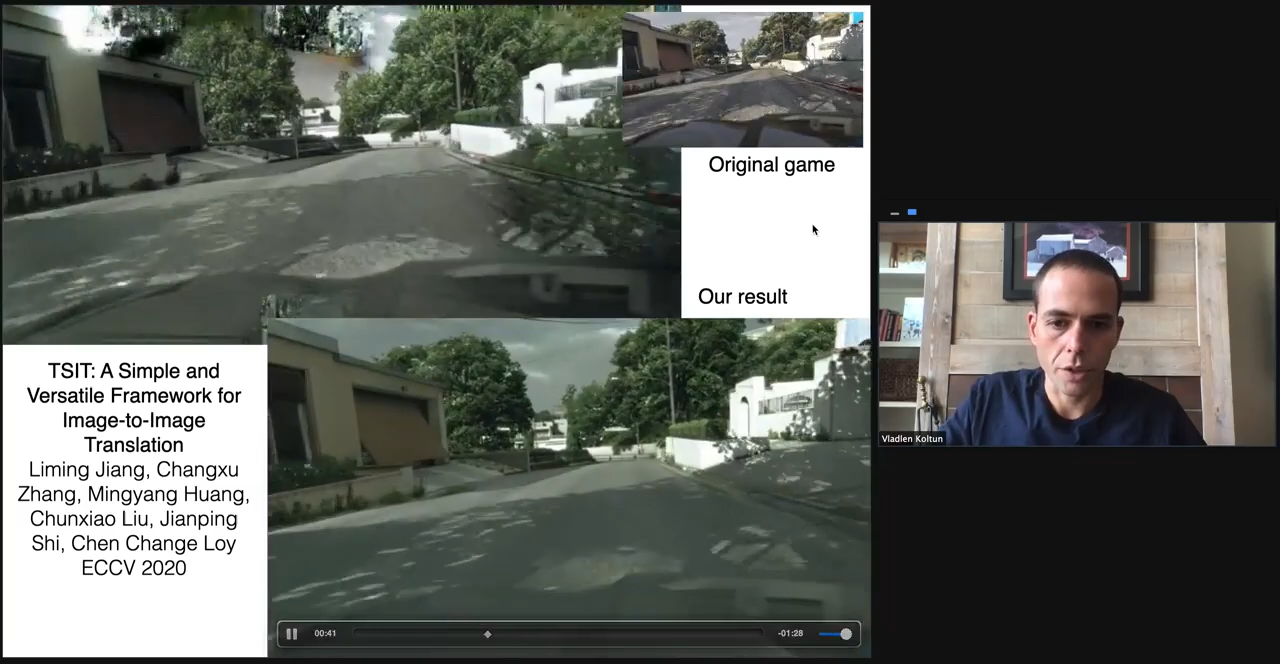 Original game
Our result
TSIT: A Simple and
Versatile Framework for
Image-to-Image
Translation
Liming Jiang, Changxu
Zhang, Mingyang Huang,
Chunxiao Liu, Jianping
Shi, Chen Change Loy
ECCV 2020
00:41
-01:28
Vladlen Koltun